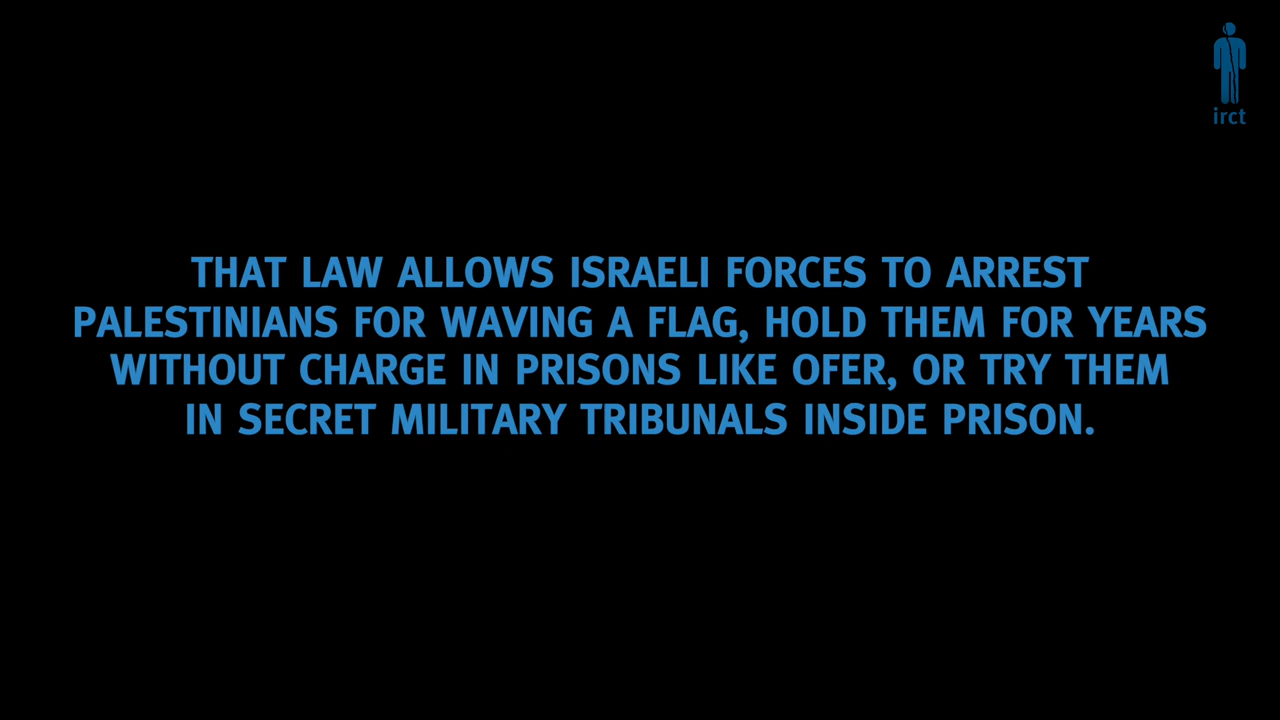 irct
THAT LAW ALLOWS ISRAELI FORCES TO ARREST
PALESTINIANS FOR WAVING A FLAG, HOLD THEM FOR YEARS
WITHOUT CHARGE IN PRISONS LIKE OFER, OR TRY THEM
IN SECRET MILITARY TRIBUNALS INSIDE PRISON.